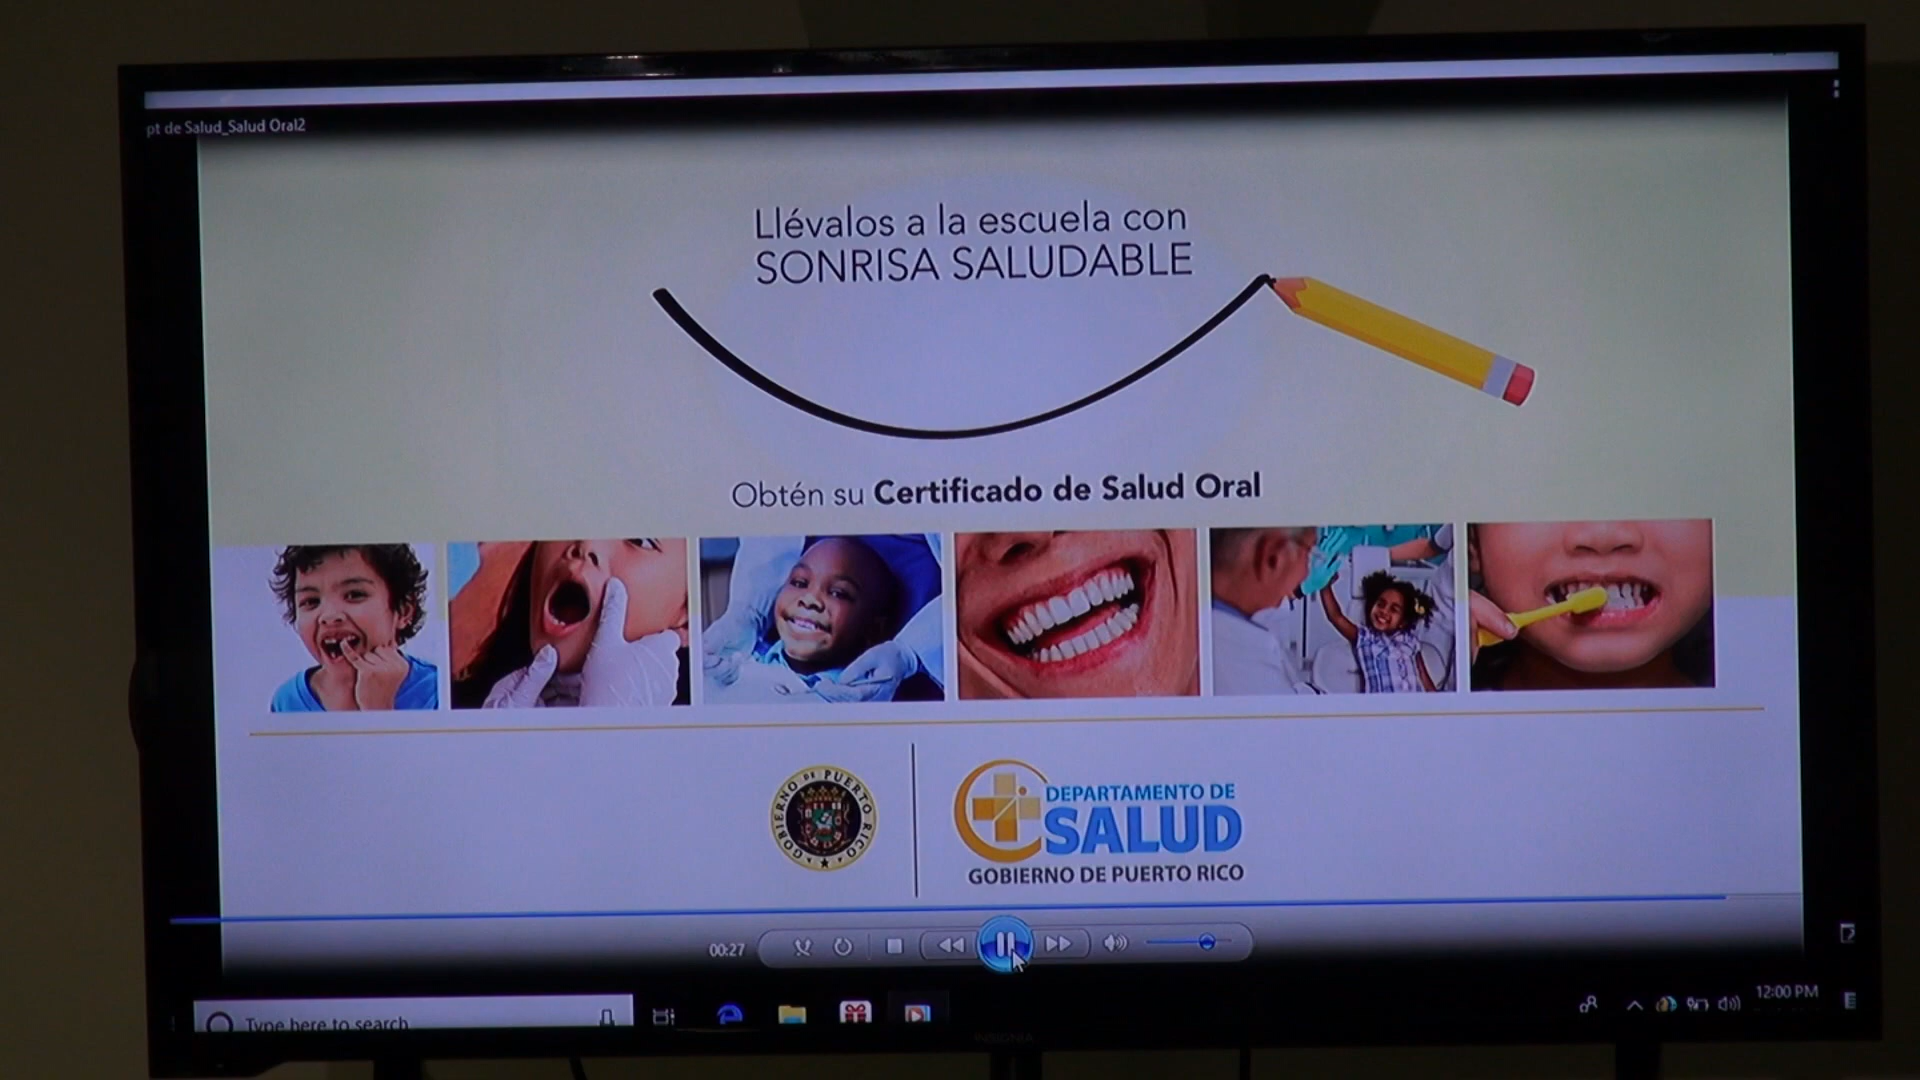 pt de Salud_Salud Oral2
Llévalos a la escuela con
SONRISA SALUDABLE
Obtén su Certificado de Salud Oral
GOBIERNO DE PUERTO RICO
DEPARTAMENTO DE
SALUD
GOBIERNO DE PUERTO RICO
00:27
Type here to search
12:00 PM
INSIGNIA